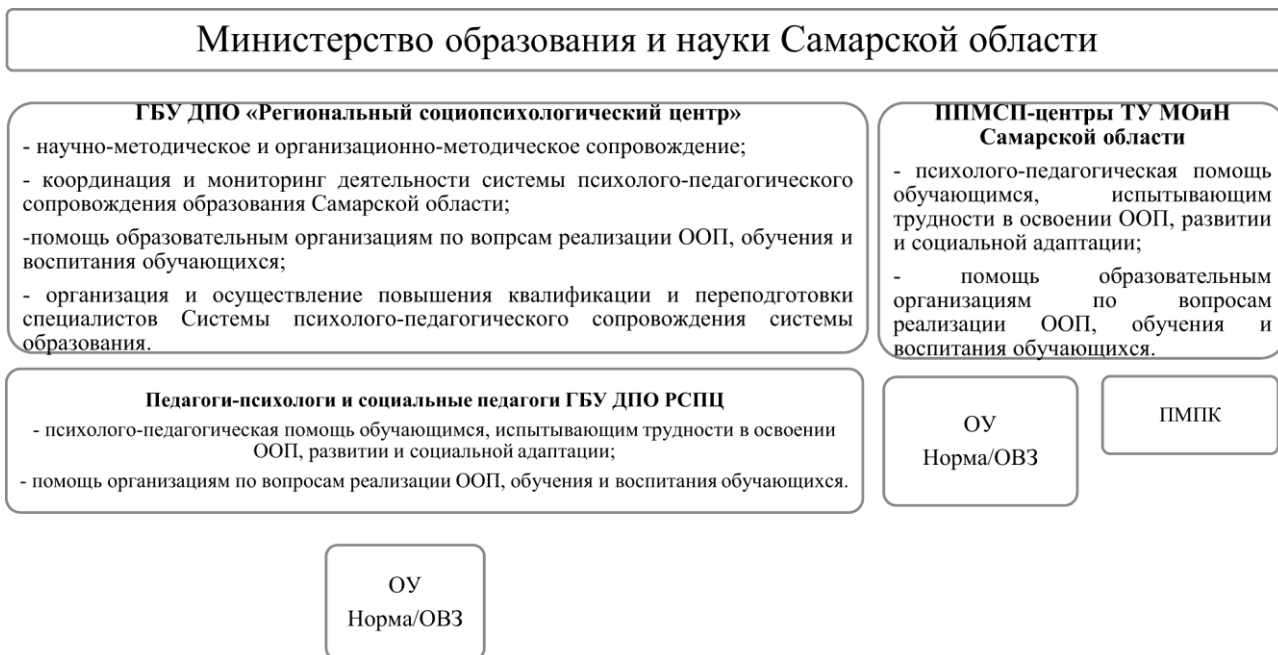 Министерство образования и науки Самарской области
ГБУ ДПО «Региональный социопсихологический центр»
- научно-методическое и организационно-методическое сопровождение;
- координация и мониторинг деятельности системы психолого-педагогического
сопровождения образования Самарской области;
-помощь образовательным организациям по вопрсам реализации ООП, обучения и
воспитания обучающихся;
- организация и осуществление повышения квалификации и переподготовки
специалистов Системы психолого-педагогического сопровождения системы
образования.
ППМСП-центры ТУ МОиН
Самарской области
- психолого-педагогическая помощь
обучающимся, испытывающим
трудности в освоении ООП, развитии
и социальной адаптации;
- помощь образовательным
организациям по вопросам
реализации ООП, обучения и
воспитания обучающихся.
Педагоги-психологи и социальные педагоги ГБУ ДПО РСПЦ
- психолого-педагогическая помощь обучающимся, испытывающим трудности в освоении
ООП, развитии и социальной адаптации;
- помощь организациям по вопросам реализации ООП, обучения и воспитания обучающихся.
ОУ
Норма/ОВЗ
ПМПК
ОУ
Норма/ОВЗ